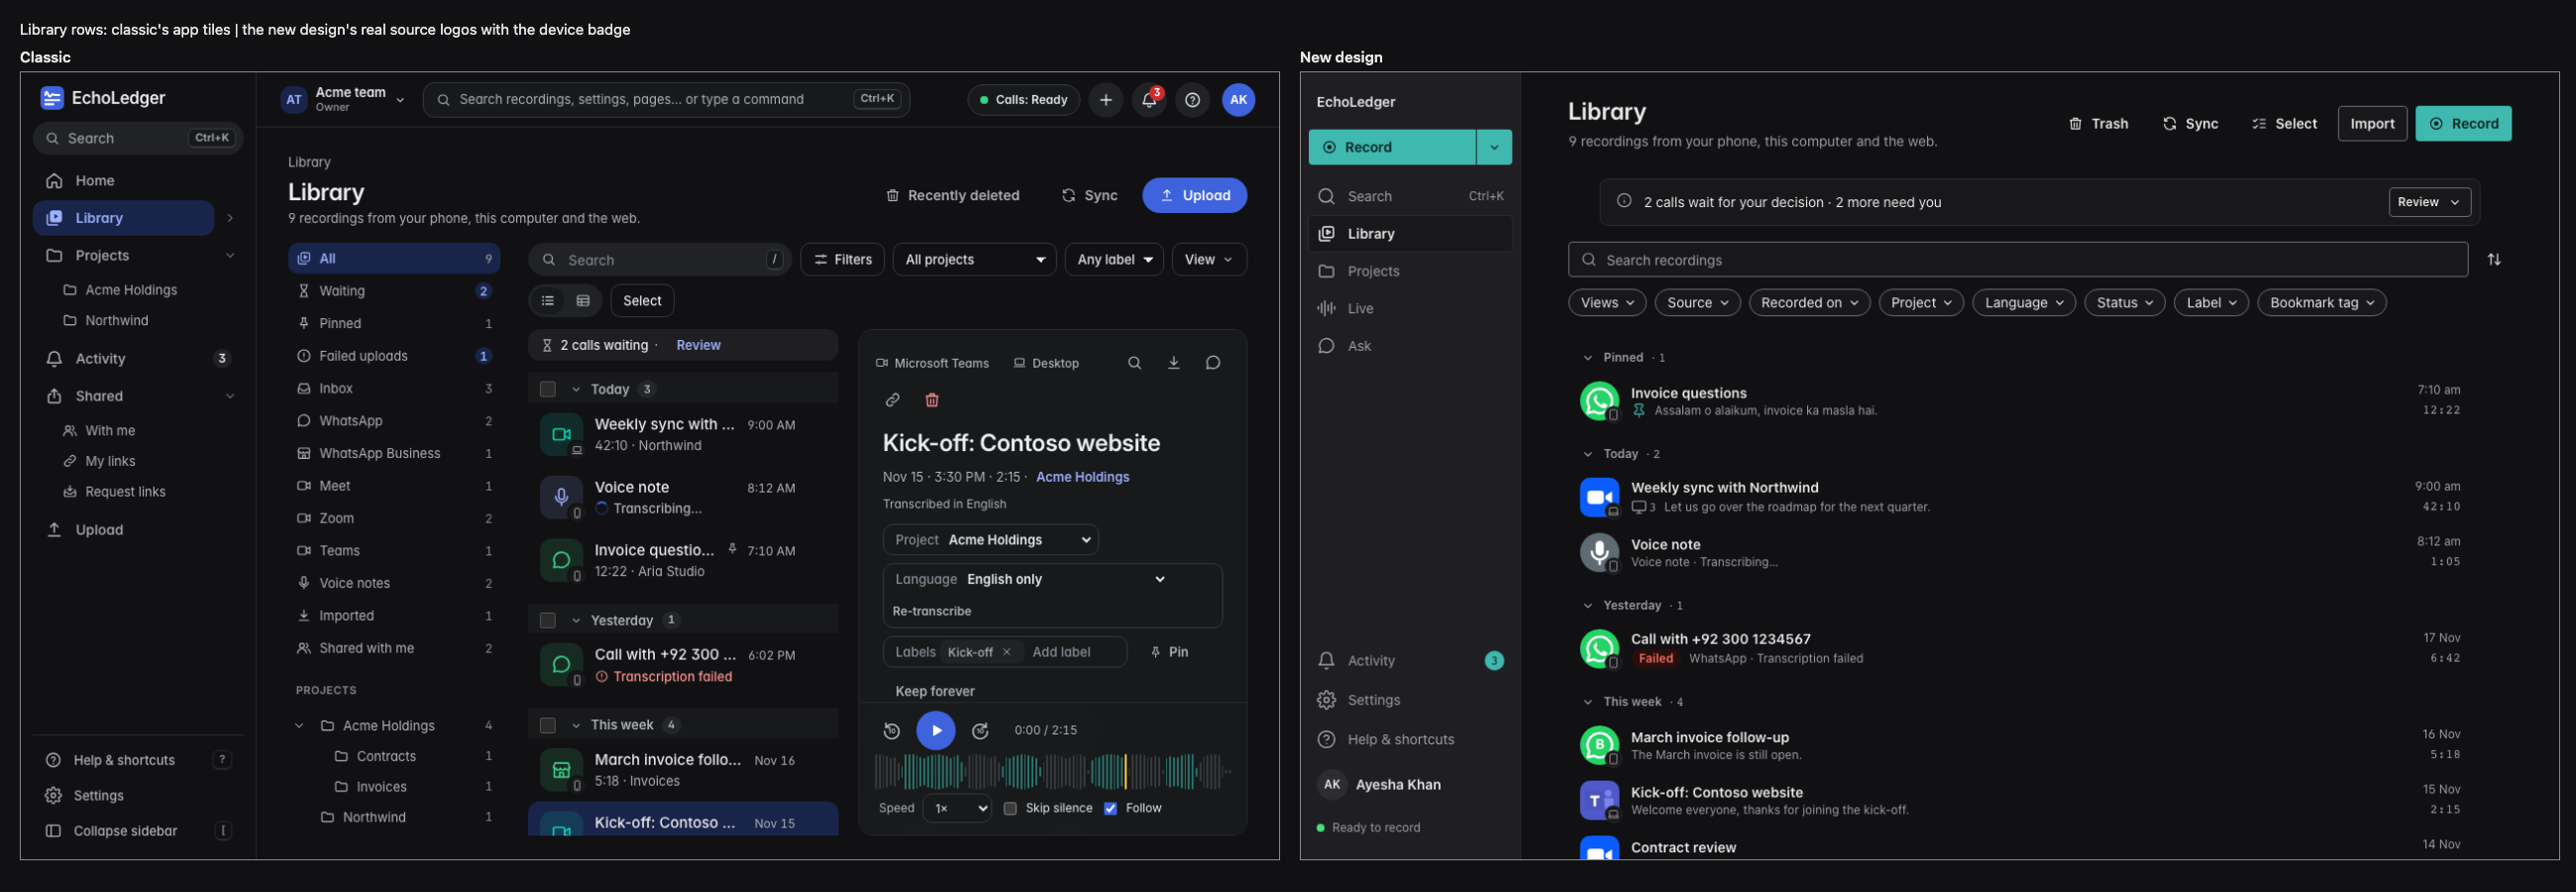 Library rows: classic's app tiles | the new design's real source logos with the device badge
Classic
EchoLedger
Search Ctrl+K
Home
Library
Projects
Acme Holdings
Northwind
Activity 3
Shared
With me
My links
Request links
Upload
Help & shortcuts ?
Settings
Collapse sidebar [
AT Acme team
Owner
Search recordings, settings, pages... or type a command Ctrl+K
Calls: Ready
3
AK
Library
Library
9 recordings from your phone, this computer and the web.
Recently deleted
Sync
Upload
All 9
Waiting 2
Pinned 1
Failed uploads 1
Inbox 3
WhatsApp 2
WhatsApp Business 1
Meet 1
Zoom 2
Teams 1
Voice notes 2
Imported 1
Shared with me 2
PROJECTS
Acme Holdings 4
Contracts 1
Invoices 1
Northwind 1
Search /
Filters
All projects
Any label
View
Select
2 calls waiting · Review
Today 3
Weekly sync with ... 9:00 AM
42:10 · Northwind
Voice note 8:12 AM
Transcribing...
Invoice questio... 7:10 AM
12:22 · Aria Studio
Yesterday 1
Call with +92 300 ... 6:02 PM
Transcription failed
This week 4
March invoice follo... Nov 16
5:18 · Invoices
Kick-off: Contoso ... Nov 15
Microsoft Teams Desktop
Kick-off: Contoso website
Nov 15 · 3:30 PM · 2:15 · Acme Holdings
Transcribed in English
Project Acme Holdings
Language English only
Re-transcribe
Labels Kick-off × Add label Pin
Keep forever
10 10 0:00 / 2:15
Speed 1× Skip silence Follow
New design
EchoLedger
Record
Search Ctrl+K
Library
Projects
Live
Ask
Activity 3
Settings
Help & shortcuts
AK Ayesha Khan
Ready to record
Library
9 recordings from your phone, this computer and the web.
Trash
Sync
Select
Import
Record
2 calls wait for your decision · 2 more need you Review
Search recordings
Views Source Recorded on Project Language Status Label Bookmark tag
Pinned · 1
Invoice questions 7:10 am
Assalam o alaikum, invoice ka masla hai. 12:22
Today · 2
Weekly sync with Northwind 9:00 am
3 Let us go over the roadmap for the next quarter. 42:10
Voice note 8:12 am
Voice note · Transcribing... 1:05
Yesterday · 1
Call with +92 300 1234567 17 Nov
Failed WhatsApp · Transcription failed 6:42
This week · 4
B March invoice follow-up 16 Nov
The March invoice is still open. 5:18
T Kick-off: Contoso website 15 Nov
Welcome everyone, thanks for joining the kick-off. 2:15
Contract review 14 Nov